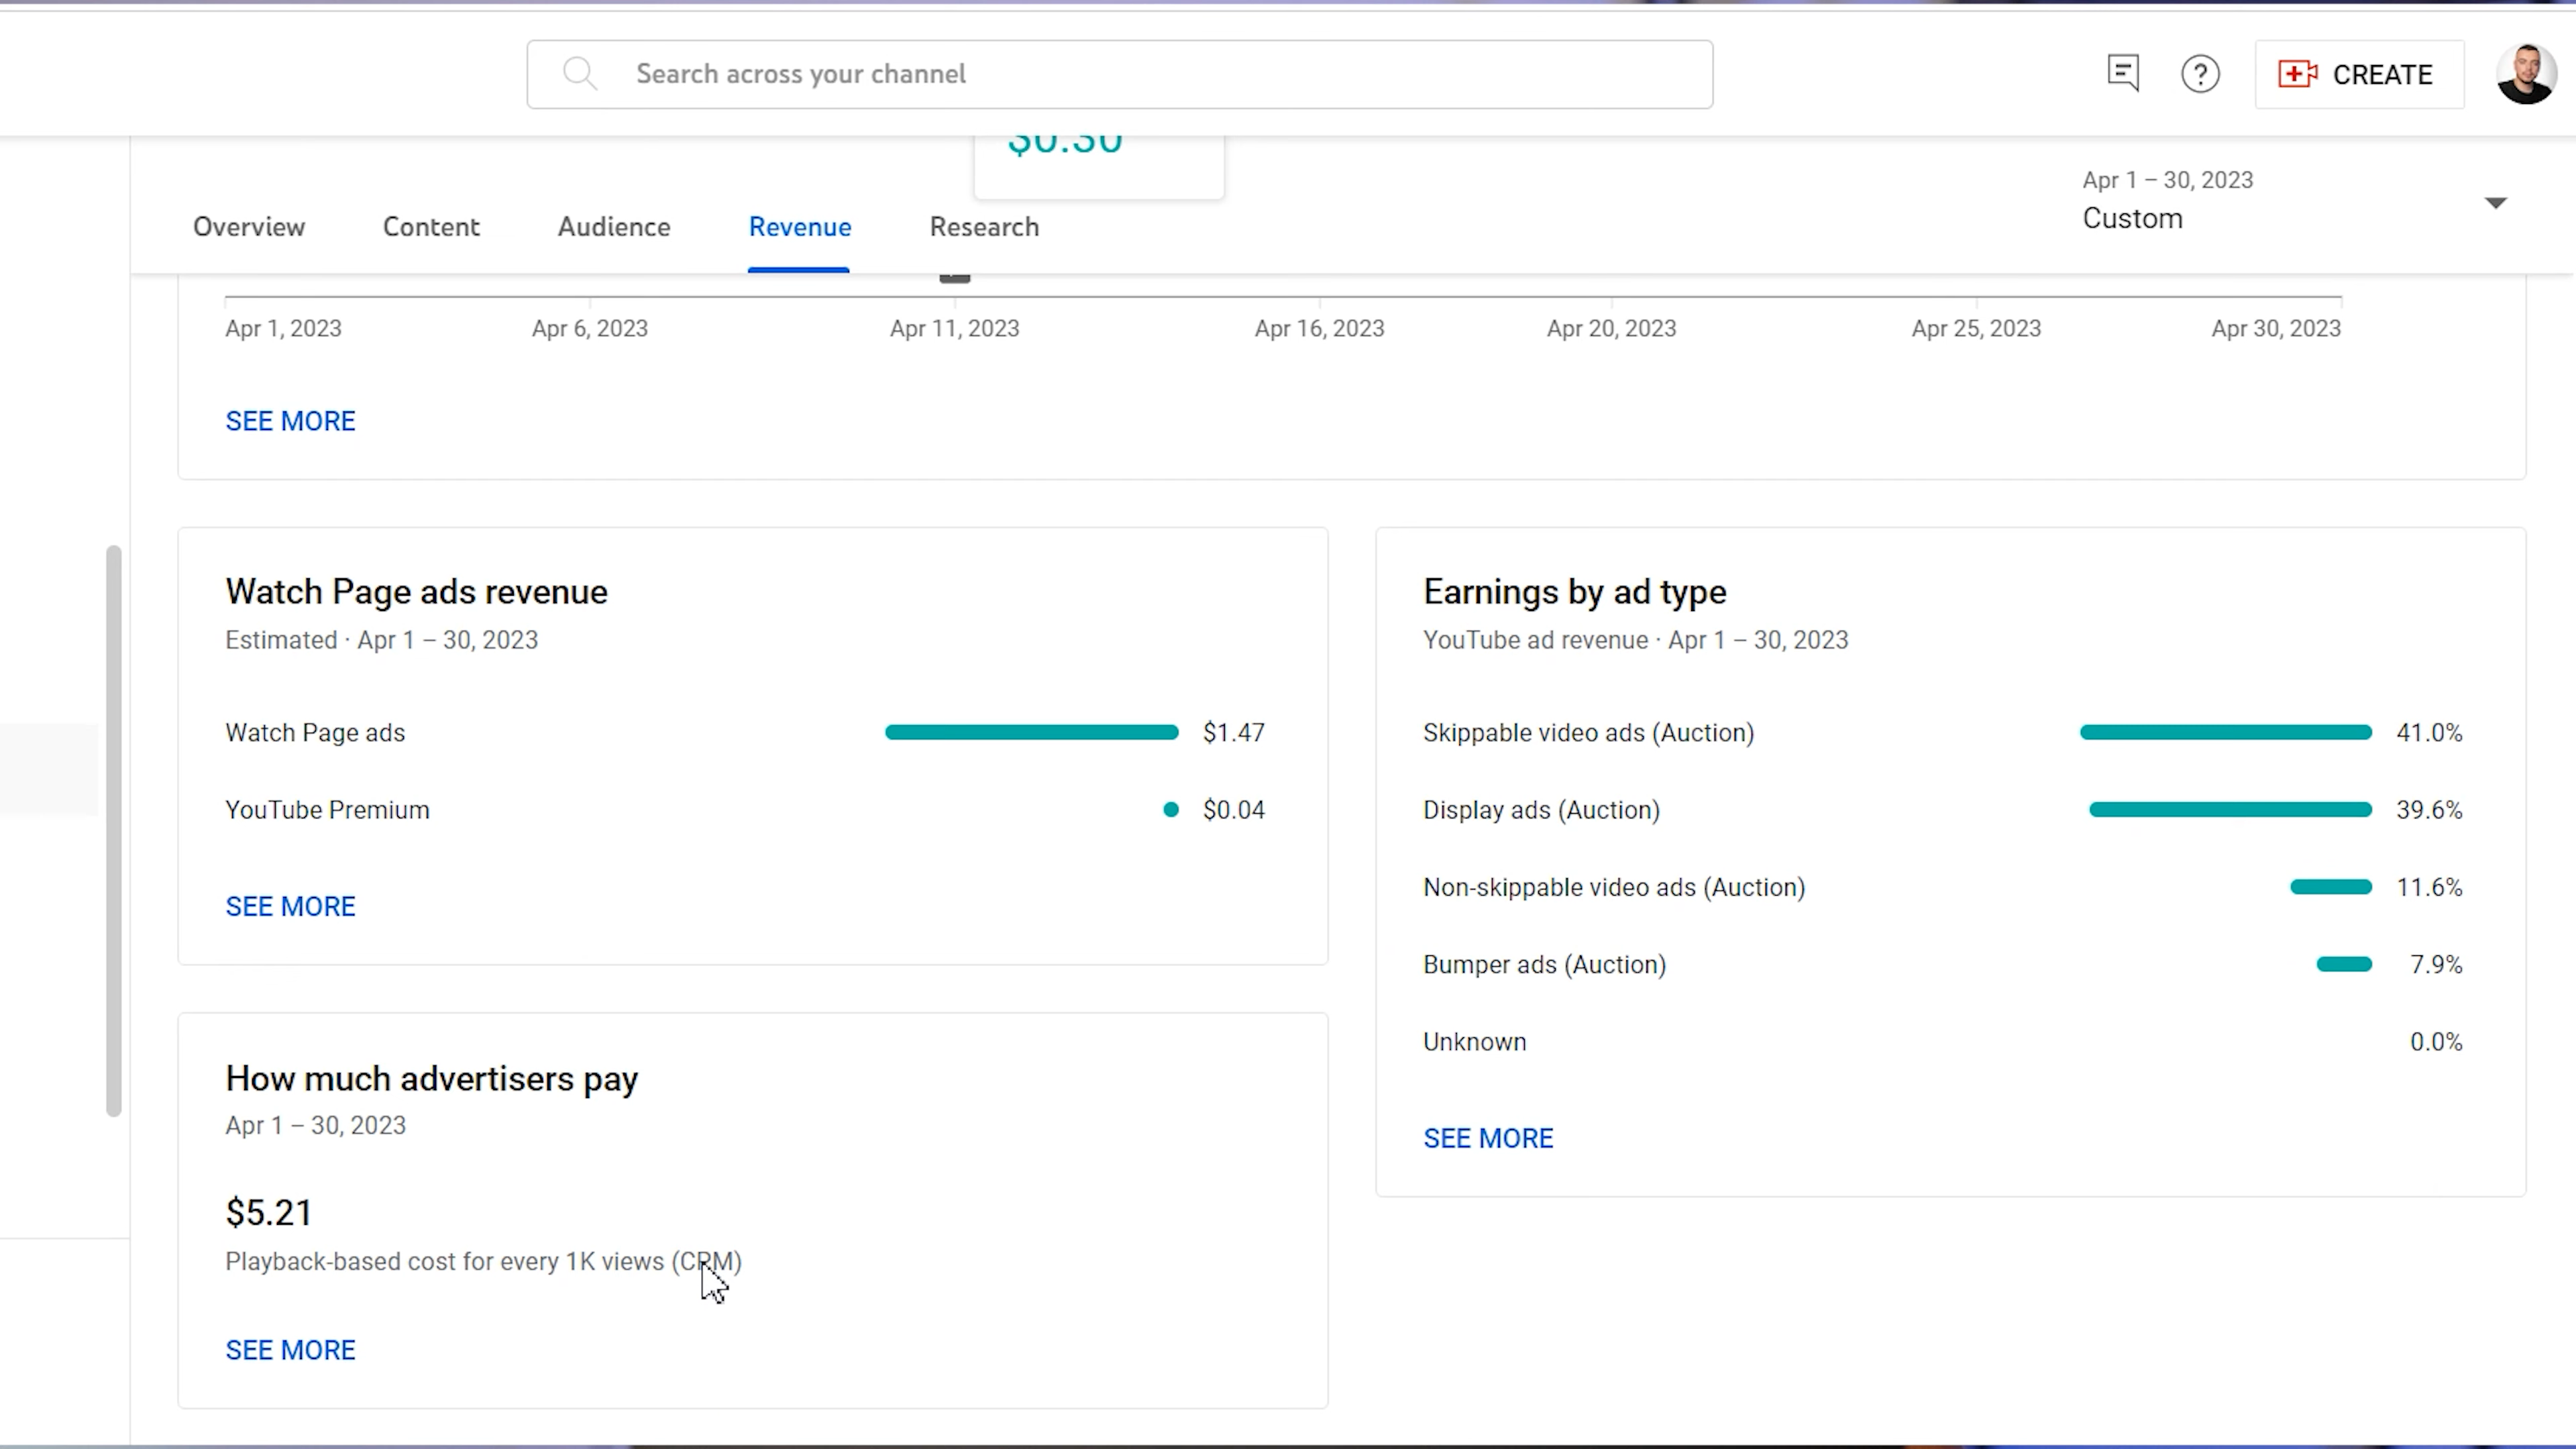 Search across your channel
CREATE
$0.30
Apr 1 – 30, 2023
Custom
Overview
Content
Audience
Revenue
Research
Apr 1, 2023
Apr 6, 2023
Apr 11, 2023
Apr 16, 2023
Apr 20, 2023
Apr 25, 2023
Apr 30, 2023
SEE MORE
Watch Page ads revenue
Estimated · Apr 1 – 30, 2023
Watch Page ads $1.47
YouTube Premium $0.04
SEE MORE
How much advertisers pay
Apr 1 – 30, 2023
$5.21
Playback-based cost for every 1K views (CPM)
SEE MORE
Earnings by ad type
YouTube ad revenue · Apr 1 – 30, 2023
Skippable video ads (Auction) 41.0%
Display ads (Auction) 39.6%
Non-skippable video ads (Auction) 11.6%
Bumper ads (Auction) 7.9%
Unknown 0.0%
SEE MORE